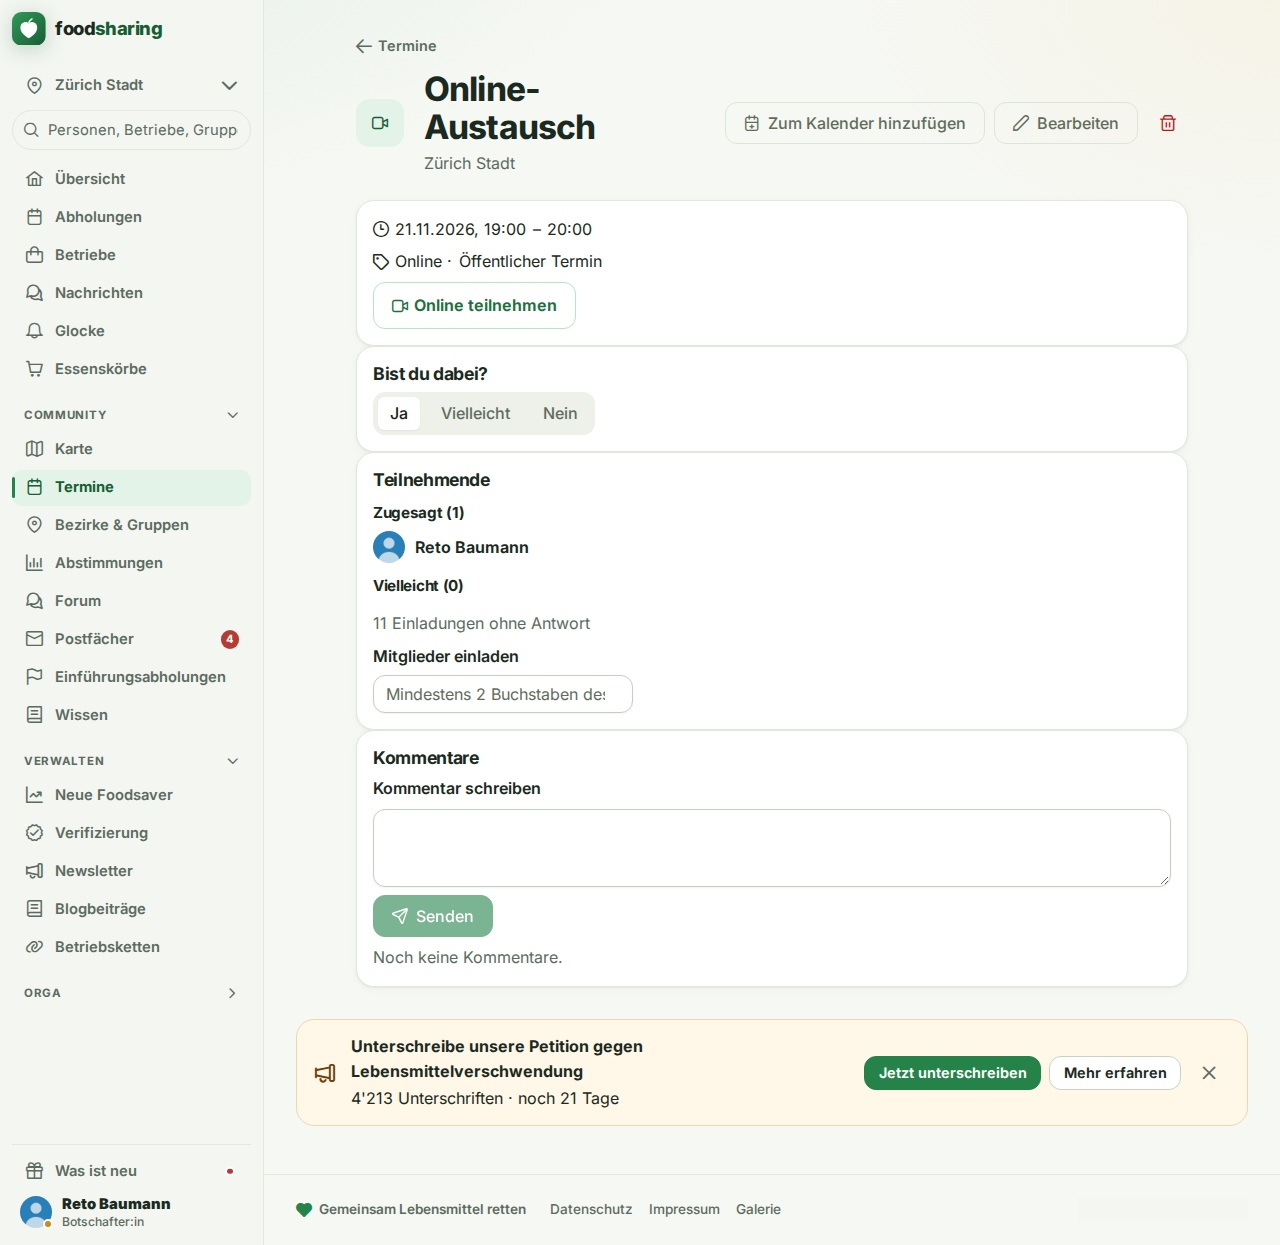 foodsharing
Zürich Stadt
Personen, Betriebe, Grupp
Übersicht
Abholungen
Betriebe
Nachrichten
Glocke
Essenskörbe
COMMUNITY
Karte
Termine
Bezirke & Gruppen
Abstimmungen
Forum
Postfächer 4
Einführungsabholungen
Wissen
VERWALTEN
Neue Foodsaver
Verifizierung
Newsletter
Blogbeiträge
Betriebsketten
ORGA
Was ist neu
Reto Baumann
Botschafter:in
Termine
Online-
Austausch
Zürich Stadt
Zum Kalender hinzufügen
Bearbeiten
21.11.2026, 19:00 – 20:00
Online · Öffentlicher Termin
Online teilnehmen
Bist du dabei?
Ja Vielleicht Nein
Teilnehmende
Zugesagt (1)
Reto Baumann
Vielleicht (0)
11 Einladungen ohne Antwort
Mitglieder einladen
Mindestens 2 Buchstaben des
Kommentare
Kommentar schreiben
Senden
Noch keine Kommentare.
Unterschreibe unsere Petition gegen
Lebensmittelverschwendung
4'213 Unterschriften · noch 21 Tage
Jetzt unterschreiben
Mehr erfahren
Gemeinsam Lebensmittel retten Datenschutz Impressum Galerie